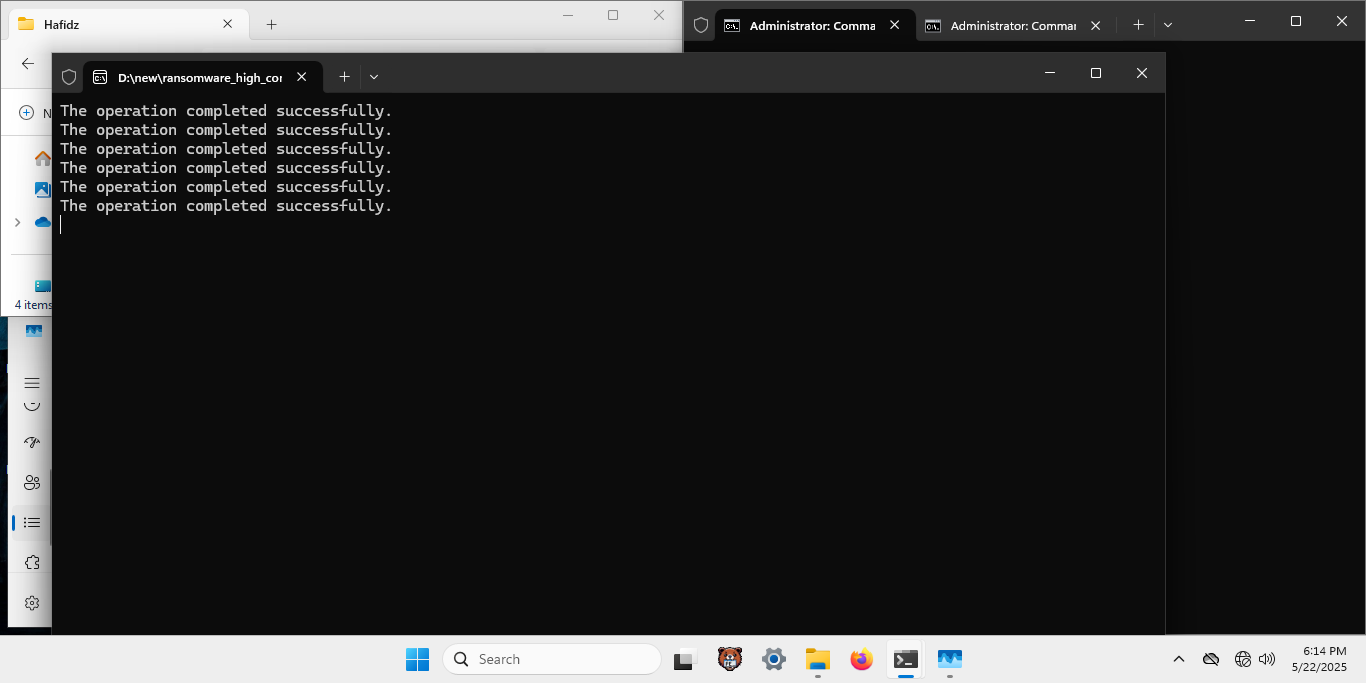 Hafidz
Administrator: Comma
Administrator: Comma
D:\new\ransomware_high_cor
N
The operation completed successfully.
The operation completed successfully.
The operation completed successfully.
The operation completed successfully.
The operation completed successfully.
The operation completed successfully.
4 items
Search
6:14 PM
5/22/2025